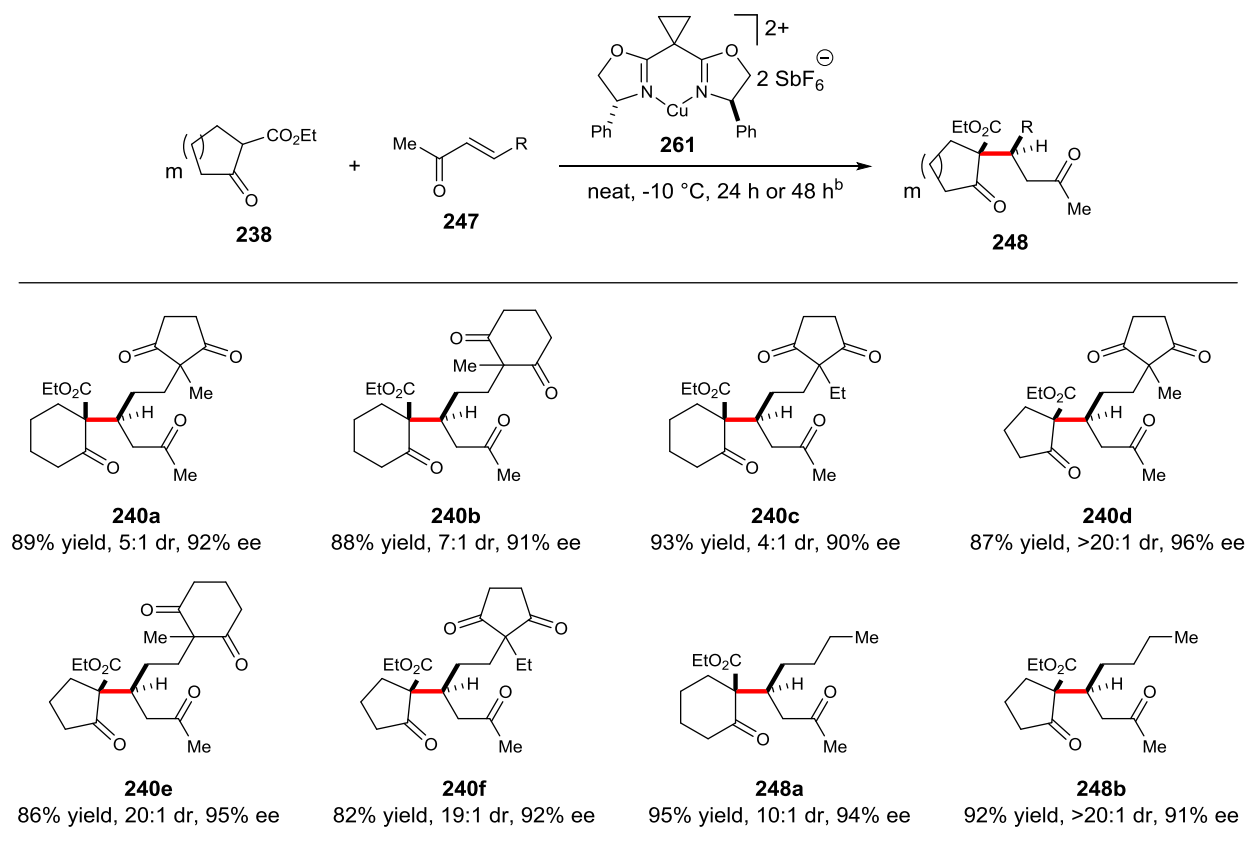 O O ]2+
N N 2 SbF6⊖
Cu
Ph Ph
261
m CO2Et O
238
+
Me O R
247
neat, -10 °C, 24 h or 48 hᵇ
EtO2C R H O
m O Me
248
O O
EtO2C Me
H O
O Me
240a
89% yield, 5:1 dr, 92% ee
O
Me O
EtO2C
H O
O Me
240b
88% yield, 7:1 dr, 91% ee
O O
EtO2C Et
H O
O Me
240c
93% yield, 4:1 dr, 90% ee
O O
EtO2C Me
H O
O Me
240d
87% yield, >20:1 dr, 96% ee
O
Me O
EtO2C
H O
O Me
240e
86% yield, 20:1 dr, 95% ee
O O
EtO2C Et
H O
O Me
240f
82% yield, 19:1 dr, 92% ee
Me
EtO2C
H O
O Me
248a
95% yield, 10:1 dr, 94% ee
Me
EtO2C
H O
O Me
248b
92% yield, >20:1 dr, 91% ee